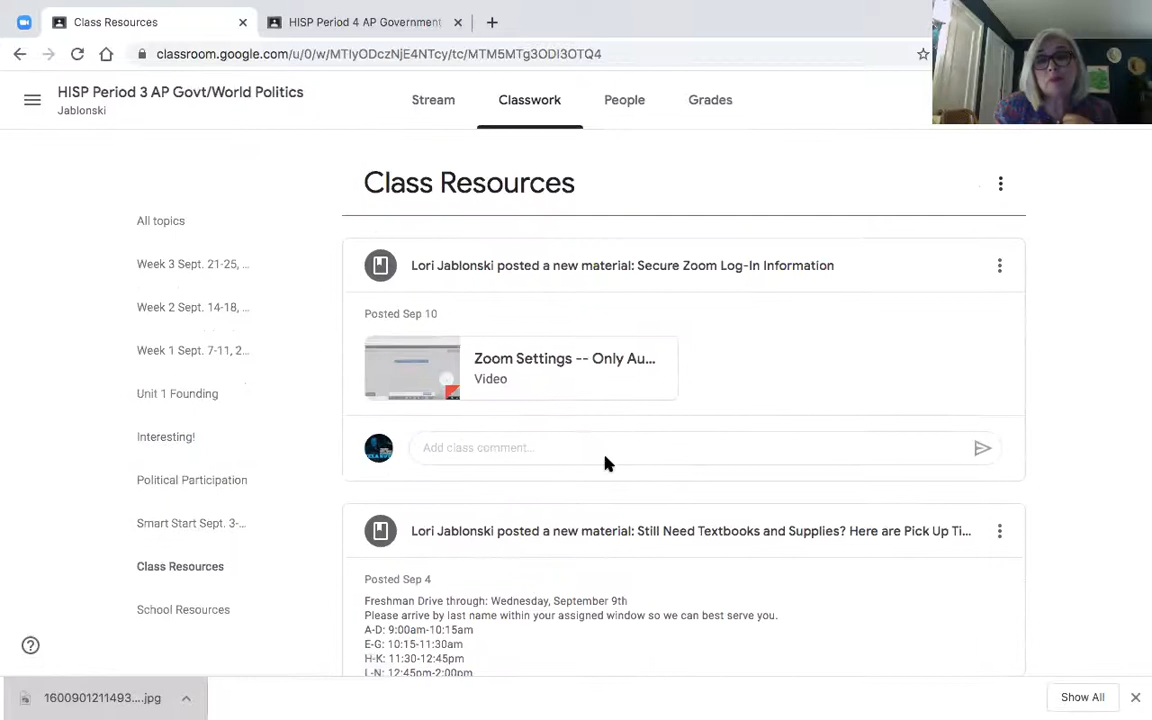 Class Resources
HISP Period 4 AP Government
classroom.google.com/u/0/w/MTIyODczNjE4NTcy/tc/MTM5MTg3ODI3OTQ4
HISP Period 3 AP Govt/World Politics
Jablonski
Stream
Classwork
People
Grades
Class Resources
All topics
Week 3 Sept. 21-25, ...
Week 2 Sept. 14-18, ...
Week 1 Sept. 7-11, 2...
Unit 1 Founding
Interesting!
Political Participation
Smart Start Sept. 3-...
Class Resources
School Resources
Lori Jablonski posted a new material: Secure Zoom Log-In Information
Posted Sep 10
Zoom Settings -- Only Au...
Video
Add class comment...
Lori Jablonski posted a new material: Still Need Textbooks and Supplies? Here are Pick Up Ti...
Posted Sep 4
Freshman Drive through: Wednesday, September 9th
Please arrive by last name within your assigned window so we can best serve you.
A-D: 9:00am-10:15am
E-G: 10:15-11:30am
H-K: 11:30-12:45pm
L-N: 12:45pm-2:00pm
1600901211493....jpg
Show All